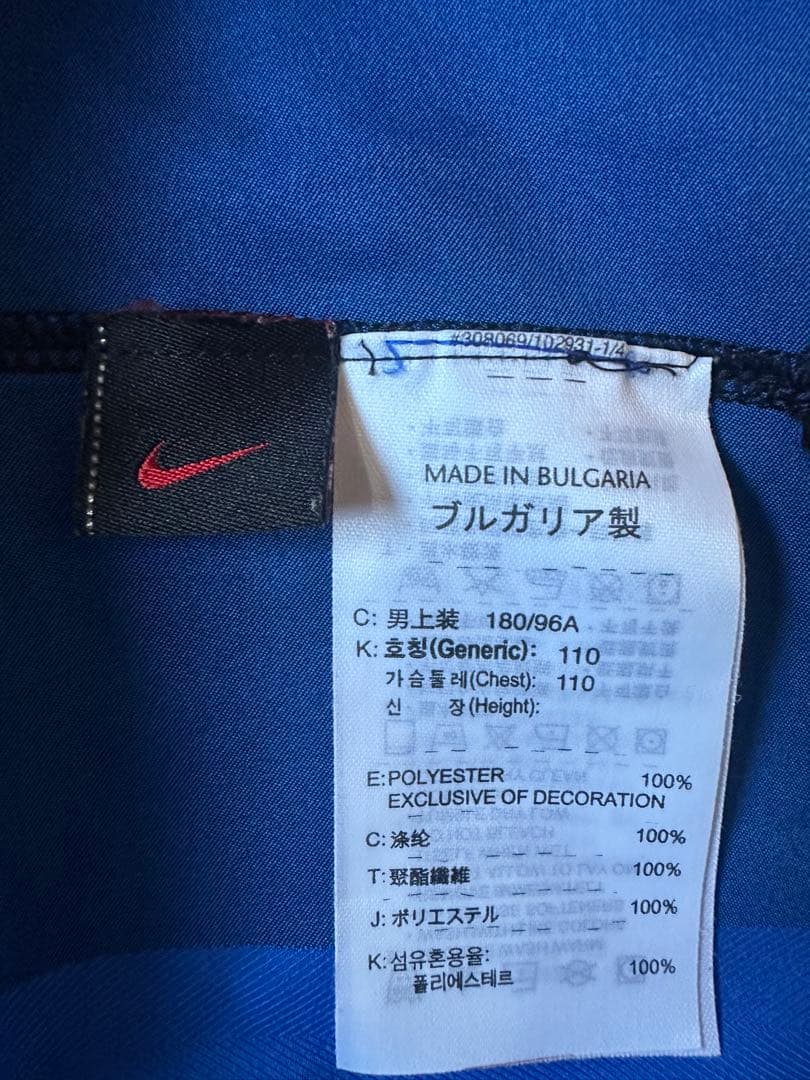 #308069/102931-1/4
MADE IN BULGARIA
ブルガリア製
C: 男上装 180/96A
K: 호칭(Generic): 110
가슴둘레(Chest): 110
신 장(Height):
E: POLYESTER 100%
EXCLUSIVE OF DECORATION
C: 涤纶 100%
T: 聚酯纖維 100%
J: ポリエステル 100%
K: 섬유혼용율:
폴리에스테르 100%